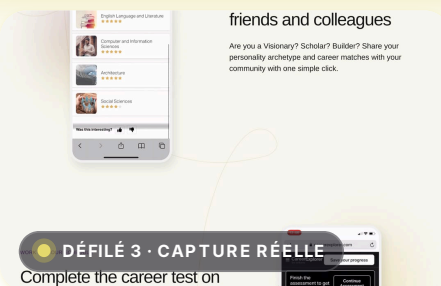 English Language and Literature
Computer and Information
Sciences
Architecture
Social Sciences
Was this interesting?
friends and colleagues
Are you a Visionary? Scholar? Builder? Share your
personality archetype and career matches with your
community with one simple click.
DÉFILÉ 3 · CAPTURE RÉELLE
Complete the career test on
Save your progress
Finish the
assessment to get
Continue